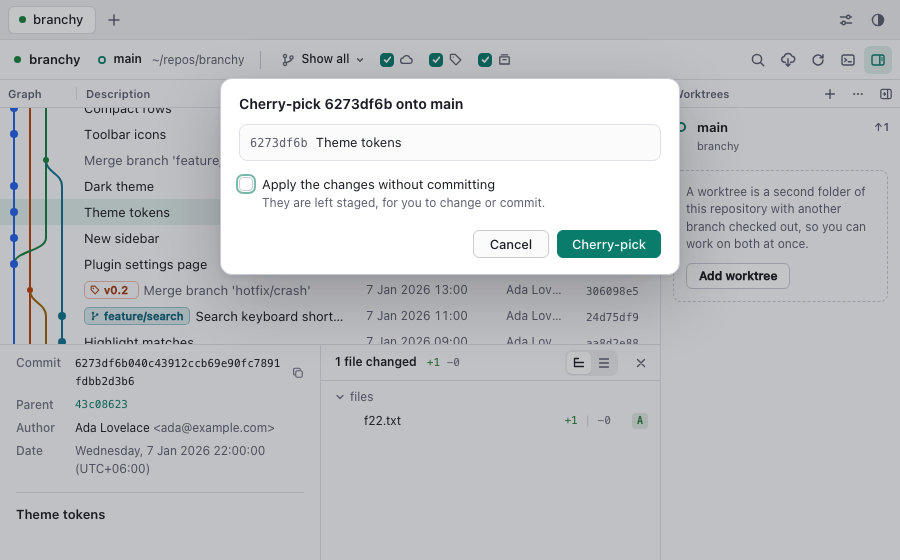 branchy
branchy main ~/repos/branchy Show all
Graph Description
Worktrees
Compact rows
Toolbar icons
Merge branch 'feature
Dark theme
Theme tokens
New sidebar
Plugin settings page
v0.2 Merge branch 'hotfix/crash' 7 Jan 2026 13:00 Ada Lov... 306098e5
feature/search Search keyboard short... 7 Jan 2026 11:00 Ada Lov... 24d75df9
Highlight matches 7 Jan 2026 09:00 Ada Lov... aa8d2e88
Cherry-pick 6273df6b onto main
6273df6b Theme tokens
Apply the changes without committing
They are left staged, for you to change or commit.
Cancel Cherry-pick
main ↑1
branchy
A worktree is a second folder of
this repository with another
branch checked out, so you can
work on both at once.
Add worktree
Commit 6273df6b040c43912ccb69e90fc7891
fdbb2d3b6
Parent 43c08623
Author Ada Lovelace <ada@example.com>
Date Wednesday, 7 Jan 2026 22:00:00
(UTC+06:00)
Theme tokens
1 file changed +1 −0
files
f22.txt +1 −0 A